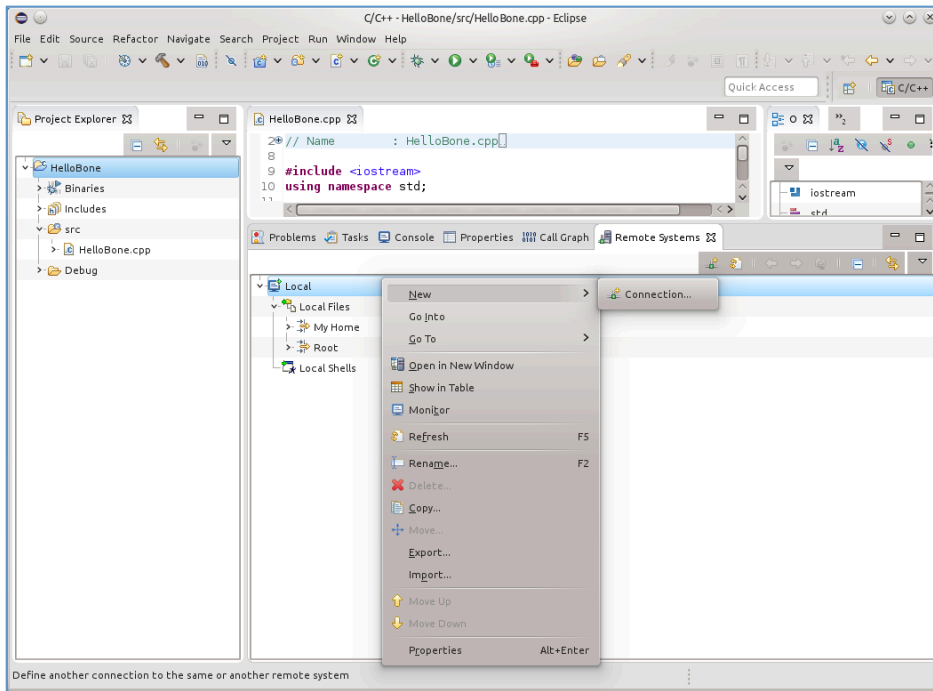 C/C++ - HelloBone/src/HelloBone.cpp - Eclipse
File Edit Source Refactor Navigate Search Project Run Window Help
Quick Access
C/C++
Project Explorer
HelloBone
Binaries
Includes
src
HelloBone.cpp
Debug
HelloBone.cpp
2 // Name : HelloBone.cpp
8
9 #include <iostream>
10 using namespace std;
11
O
»2
iostream
std
Problems Tasks Console Properties Call Graph Remote Systems
Local
Local Files
My Home
Root
Local Shells
New
Go Into
Go To
Open in New Window
Show in Table
Monitor
Refresh F5
Rename... F2
Delete...
Copy...
Move...
Export...
Import...
Move Up
Move Down
Properties Alt+Enter
Connection...
Define another connection to the same or another remote system